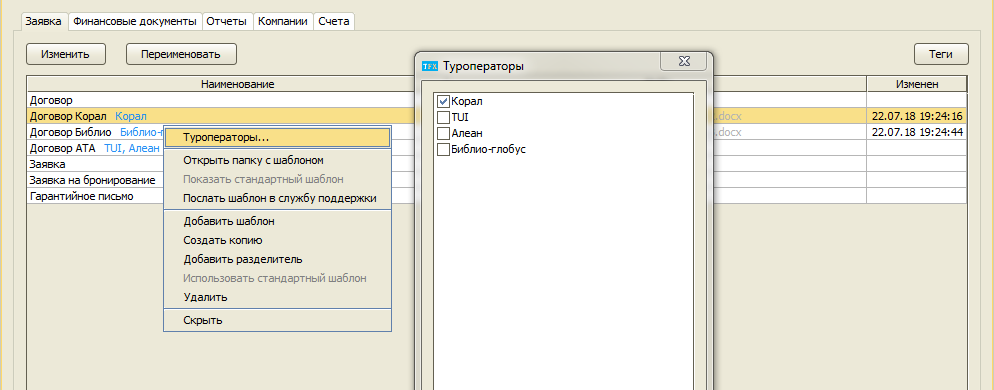 Заявка Финансовые документы Отчеты Компании Счета
Изменить Переименовать Теги
Наименование Изменен
Договор
Договор Корал Корал .docx 22.07.18 19:24:16
Договор Библио Библио-г .docx 22.07.18 19:24:44
Договор АТА TUI, Алеан
Заявка
Заявка на бронирование
Гарантийное письмо
Туроператоры...
Открыть папку с шаблоном
Показать стандартный шаблон
Послать шаблон в службу поддержки
Добавить шаблон
Создать копию
Добавить разделитель
Использовать стандартный шаблон
Удалить
Скрыть
TFX Туроператоры
Корал
TUI
Алеан
Библио-глобус